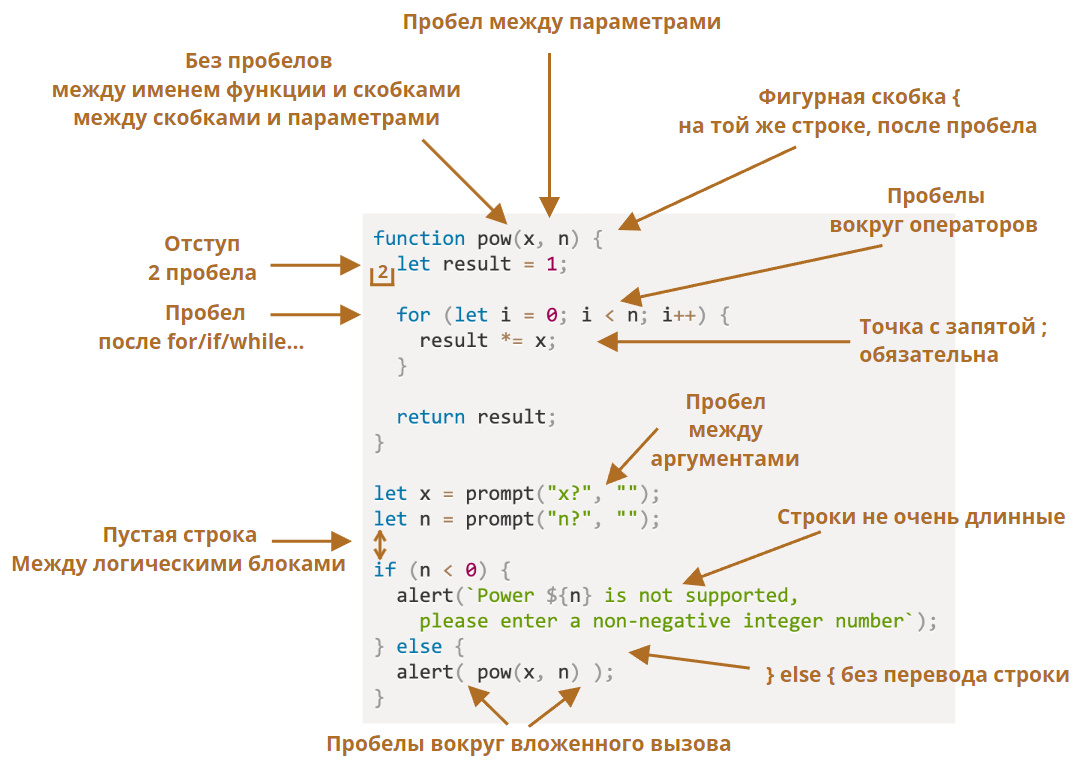 Пробел между параметрами
Без пробелов
между именем функции и скобками
между скобками и параметрами
Фигурная скобка {
на той же строке, после пробела
Пробелы
вокруг операторов
Отступ
2 пробела
Пробел
после for/if/while...
Точка с запятой ;
обязательна
Пробел
между
аргументами
Строки не очень длинные
Пустая строка
Между логическими блоками
} else { без перевода строки
Пробелы вокруг вложенного вызова
function pow(x, n) {
2
  let result = 1;

  for (let i = 0; i < n; i++) {
    result *= x;
  }

  return result;
}

let x = prompt("x?", "");
let n = prompt("n?", "");

if (n < 0) {
  alert(`Power ${n} is not supported,
    please enter a non-negative integer number`);
} else {
  alert( pow(x, n) );
}